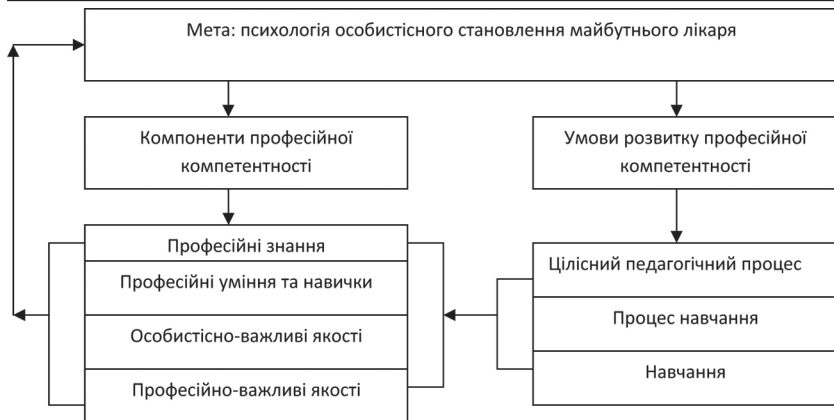 Мета: психологія особистісного становлення майбутнього лікаря
Компоненти професійної
компетентності
Умови розвитку професійної
компетентності
Професійні знання
Професійні уміння та навички
Особистісно-важливі якості
Професійно-важливі якості
Цілісний педагогічний процес
Процес навчання
Навчання